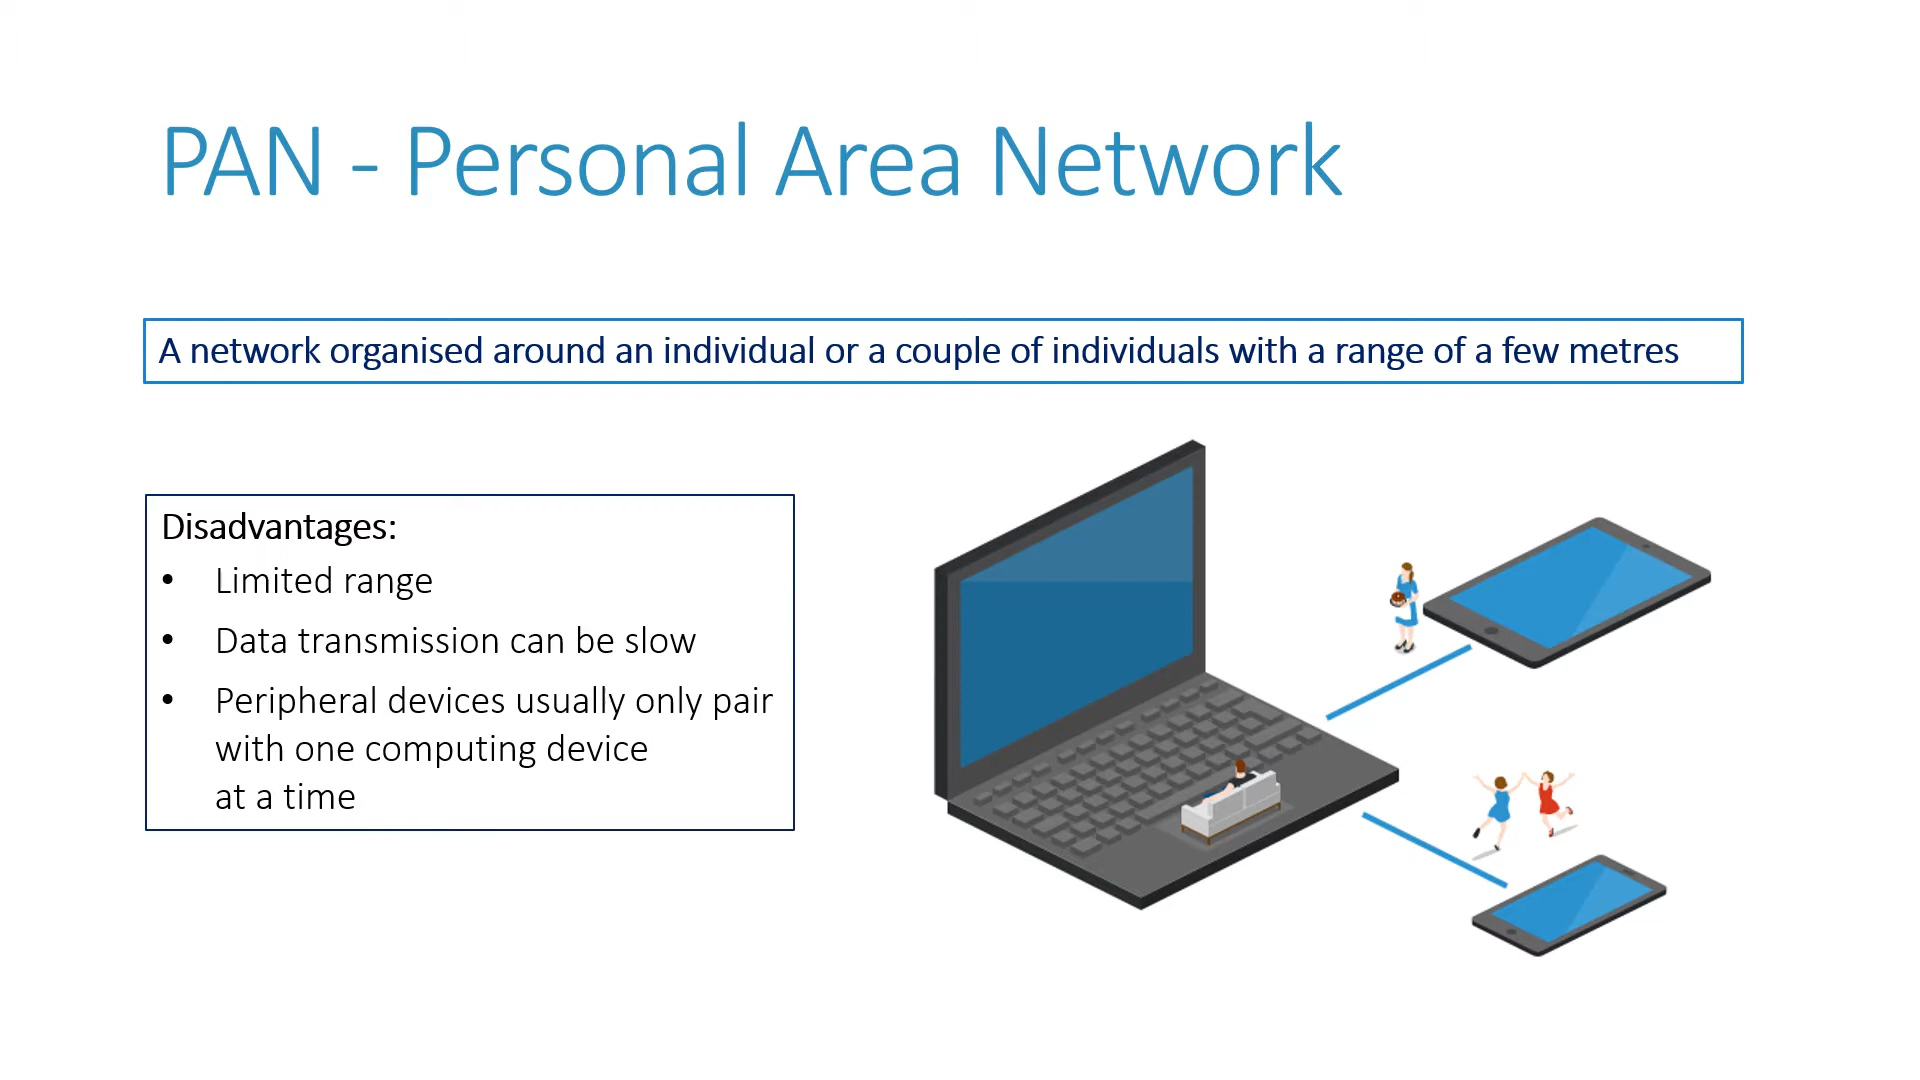 PAN - Personal Area Network
A network organised around an individual or a couple of individuals with a range of a few metres
Disadvantages:
• Limited range
• Data transmission can be slow
• Peripheral devices usually only pair
with one computing device
at a time